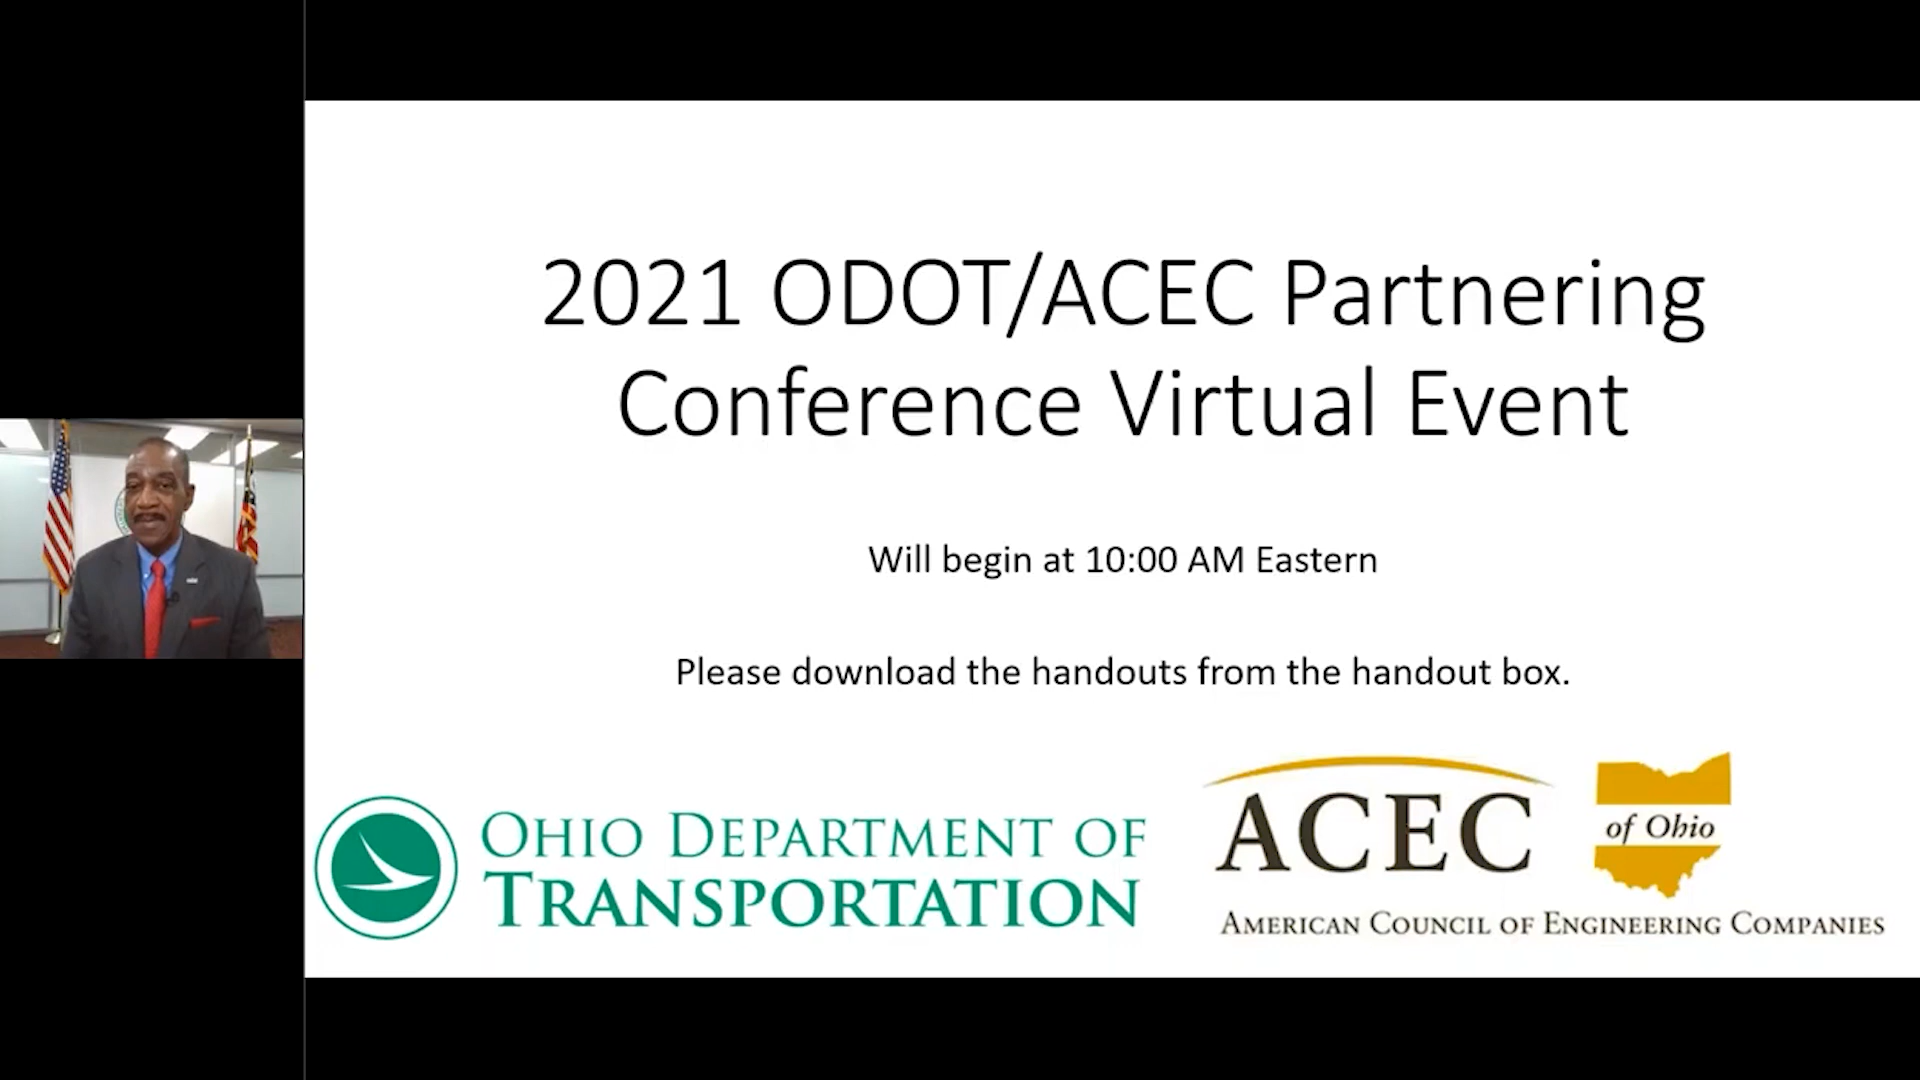 2021 ODOT/ACEC Partnering
Conference Virtual Event
Will begin at 10:00 AM Eastern
Please download the handouts from the handout box.
OHIO DEPARTMENT OF
TRANSPORTATION
ACEC
of Ohio
AMERICAN COUNCIL OF ENGINEERING COMPANIES